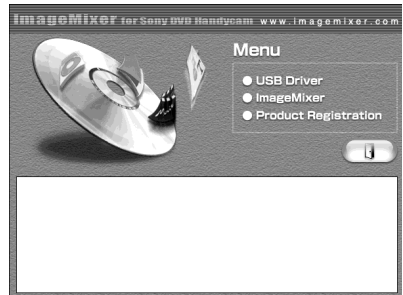 ImageMixer for Sony DVD Handycam www.imagemixer.com
Menu
USB Driver
ImageMixer
Product Registration